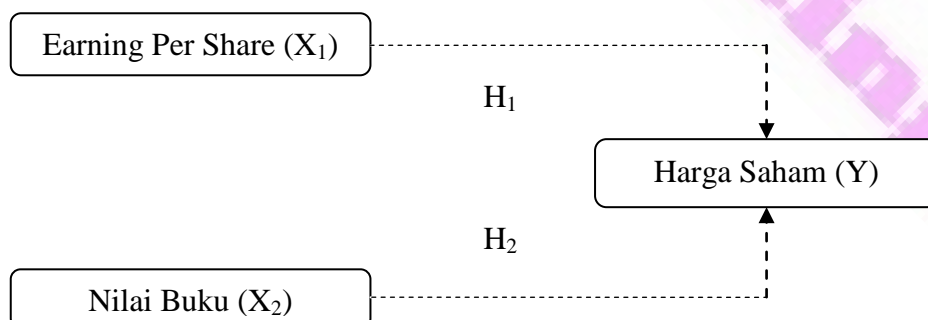 Earning Per Share (X₁)
H₁
Harga Saham (Y)
H₂
Nilai Buku (X₂)